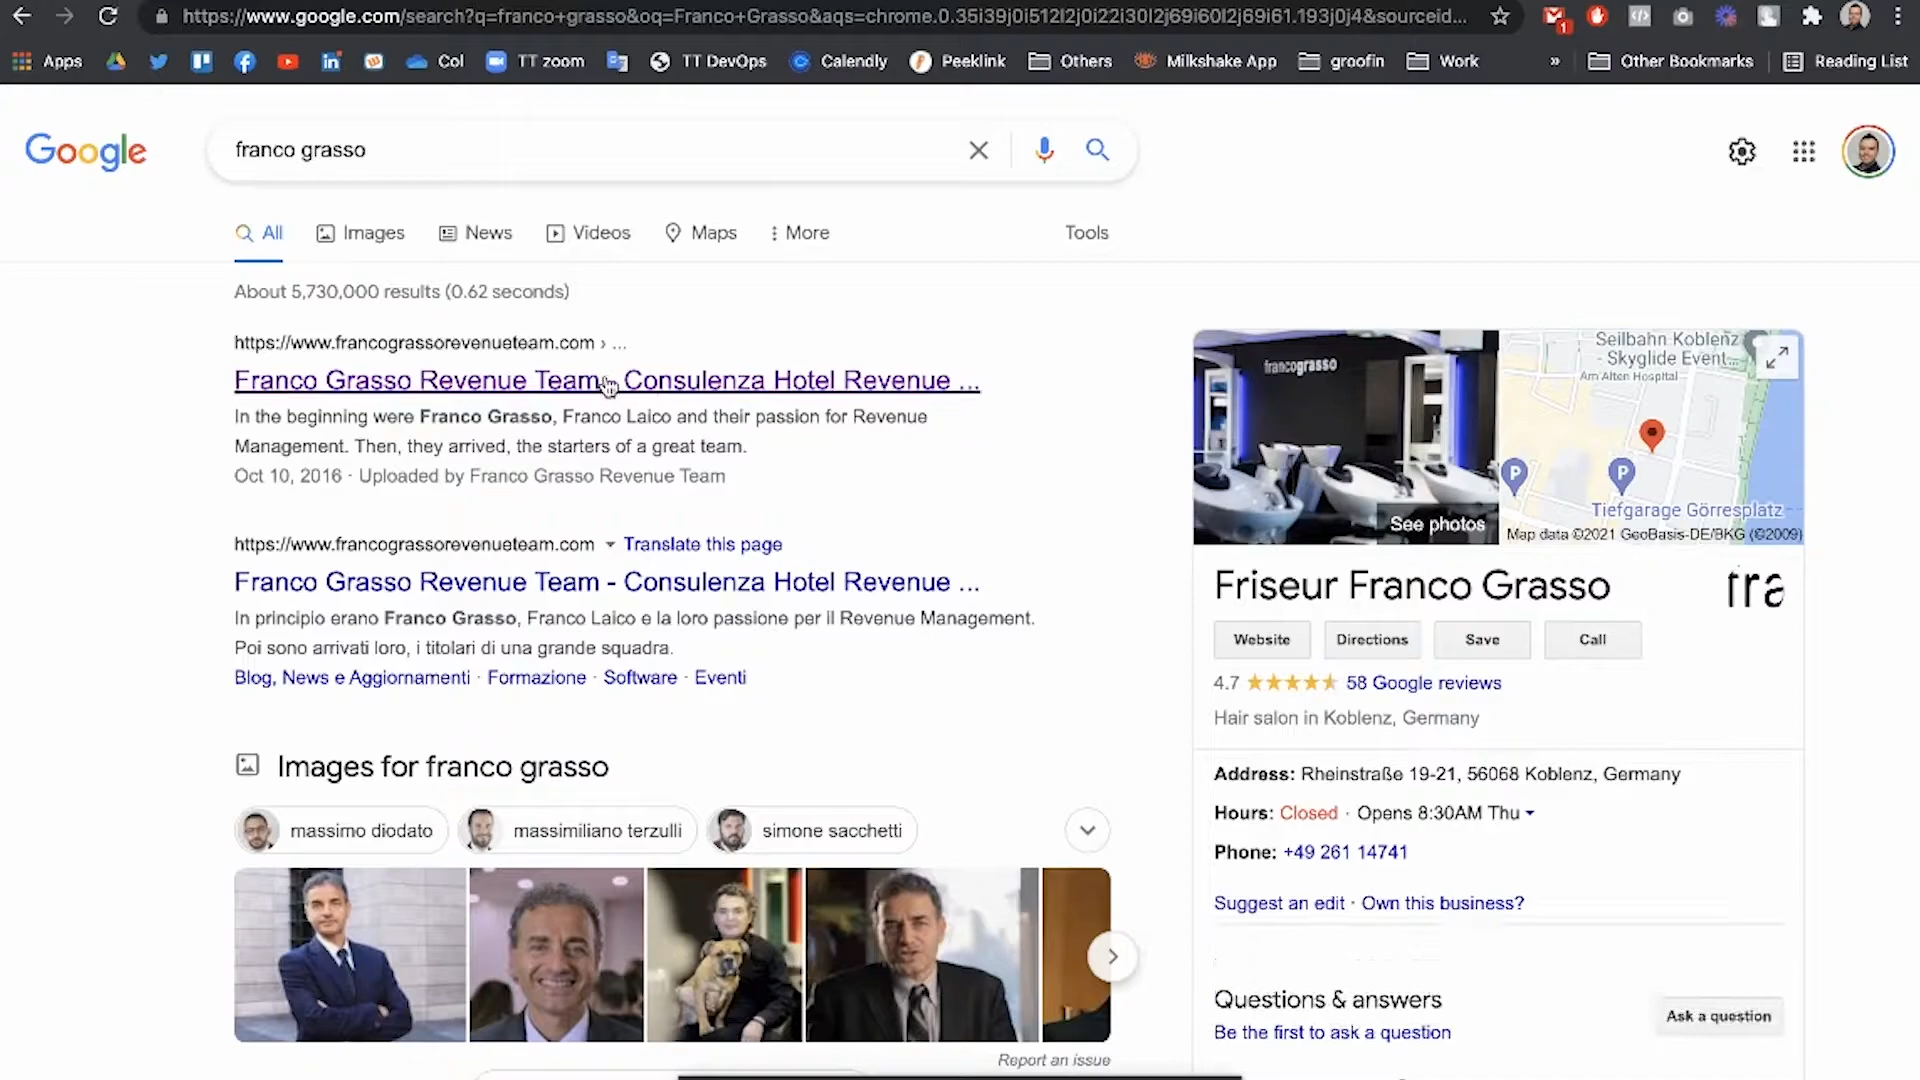 https://www.google.com/search?q=franco+grasso&oq=Franco+Grasso&aqs=chrome.0.35i39j0i512l2j0i22i30l2j69i60l2j69i61.193j0j4&sourceid...
1
Apps
Col
TT zoom
TT DevOps
Calendly
Peeklink
Others
Milkshake App
groofin
Work
»
Other Bookmarks
Reading List
Google
franco grasso
All
Images
News
Videos
Maps
More
Tools
About 5,730,000 results (0.62 seconds)
https://www.francograssorevenueteam.com › ...
Franco Grasso Revenue Team - Consulenza Hotel Revenue ...
In the beginning were Franco Grasso, Franco Laico and their passion for Revenue
Management. Then, they arrived, the starters of a great team.
Oct 10, 2016 · Uploaded by Franco Grasso Revenue Team
https://www.francograssorevenueteam.com Translate this page
Franco Grasso Revenue Team - Consulenza Hotel Revenue ...
In principio erano Franco Grasso, Franco Laico e la loro passione per il Revenue Management.
Poi sono arrivati loro, i titolari di una grande squadra.
Blog, News e Aggiornamenti · Formazione · Software · Eventi
Images for franco grasso
massimo diodato
massimiliano terzulli
simone sacchetti
Report an issue
francograsso
See photos
Seilbahn Koblenz
- Skyglide Event...
Am Alten Hospital
P
P
Tiefgarage Görresplatz
Map data ©2021 GeoBasis-DE/BKG (©2009)
Friseur Franco Grasso
fra
Website
Directions
Save
Call
4.7 58 Google reviews
Hair salon in Koblenz, Germany
Address: Rheinstraße 19-21, 56068 Koblenz, Germany
Hours: Closed · Opens 8:30AM Thu
Phone: +49 261 14741
Suggest an edit · Own this business?
Questions & answers
Be the first to ask a question
Ask a question